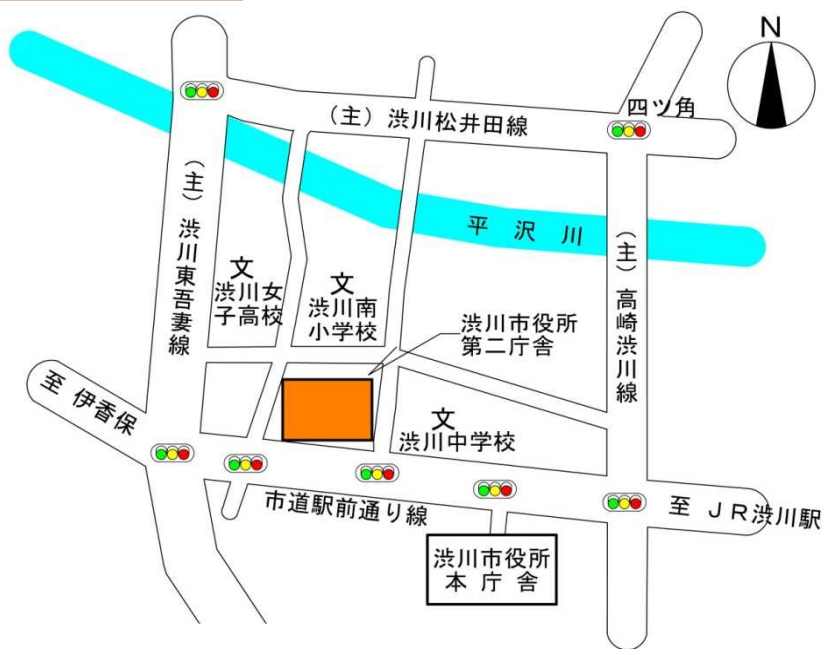 N
四ツ角
（主）渋川松井田線
（主）渋川東吾妻線
平沢川
（主）高崎渋川線
文
渋川女
子高校
文
渋川南
小学校
渋川市役所
第二庁舎
至 伊香保
文
渋川中学校
市道駅前通り線
至 ＪＲ渋川駅
渋川市役所
本庁舎